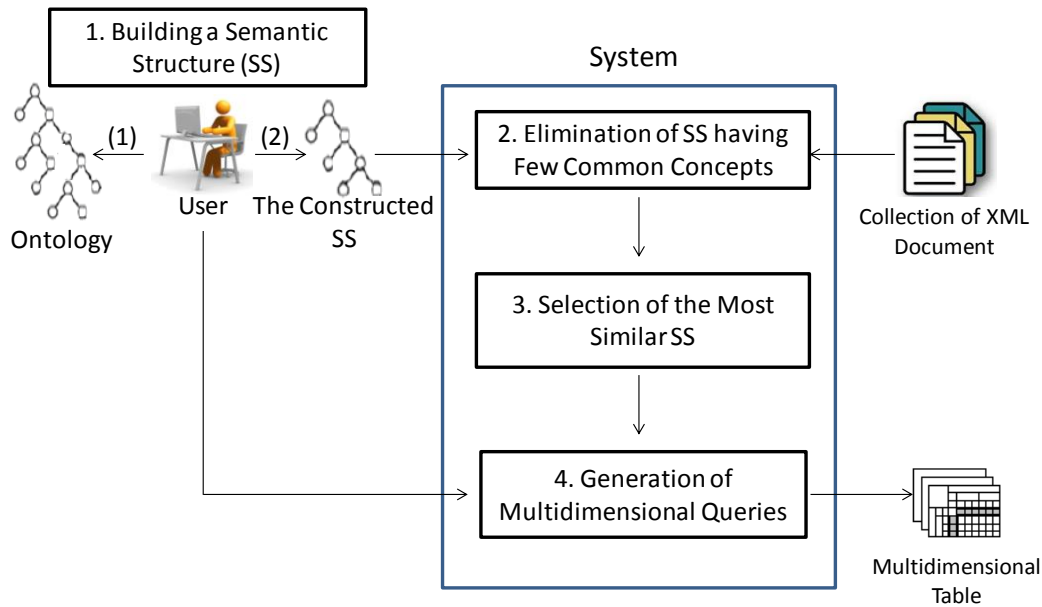 1. Building a Semantic
Structure (SS)
System
(1)
(2)
User
The Constructed
SS
Ontology
2. Elimination of SS having
Few Common Concepts
Collection of XML
Document
3. Selection of the Most
Similar SS
4. Generation of
Multidimensional Queries
Multidimensional
Table